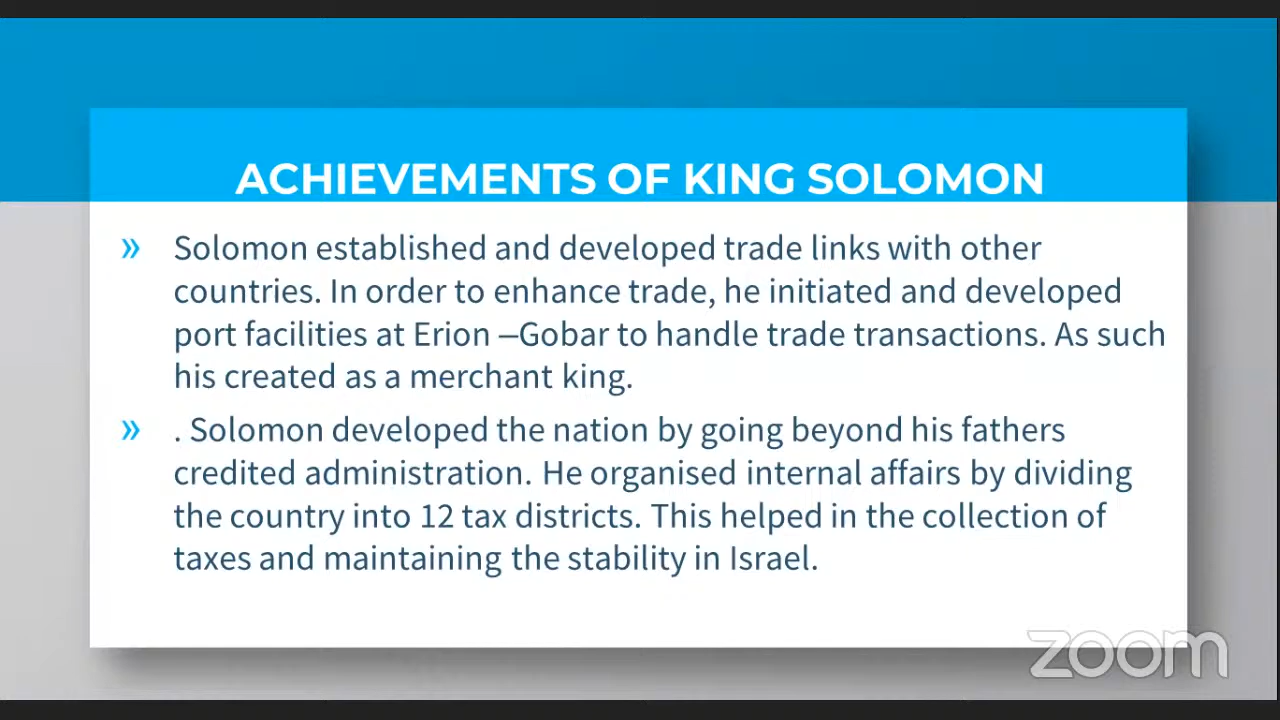 ACHIEVEMENTS OF KING SOLOMON
» Solomon established and developed trade links with other
countries. In order to enhance trade, he initiated and developed
port facilities at Erion –Gobar to handle trade transactions. As such
his created as a merchant king.
» . Solomon developed the nation by going beyond his fathers
credited administration. He organised internal affairs by dividing
the country into 12 tax districts. This helped in the collection of
taxes and maintaining the stability in Israel.
zoom